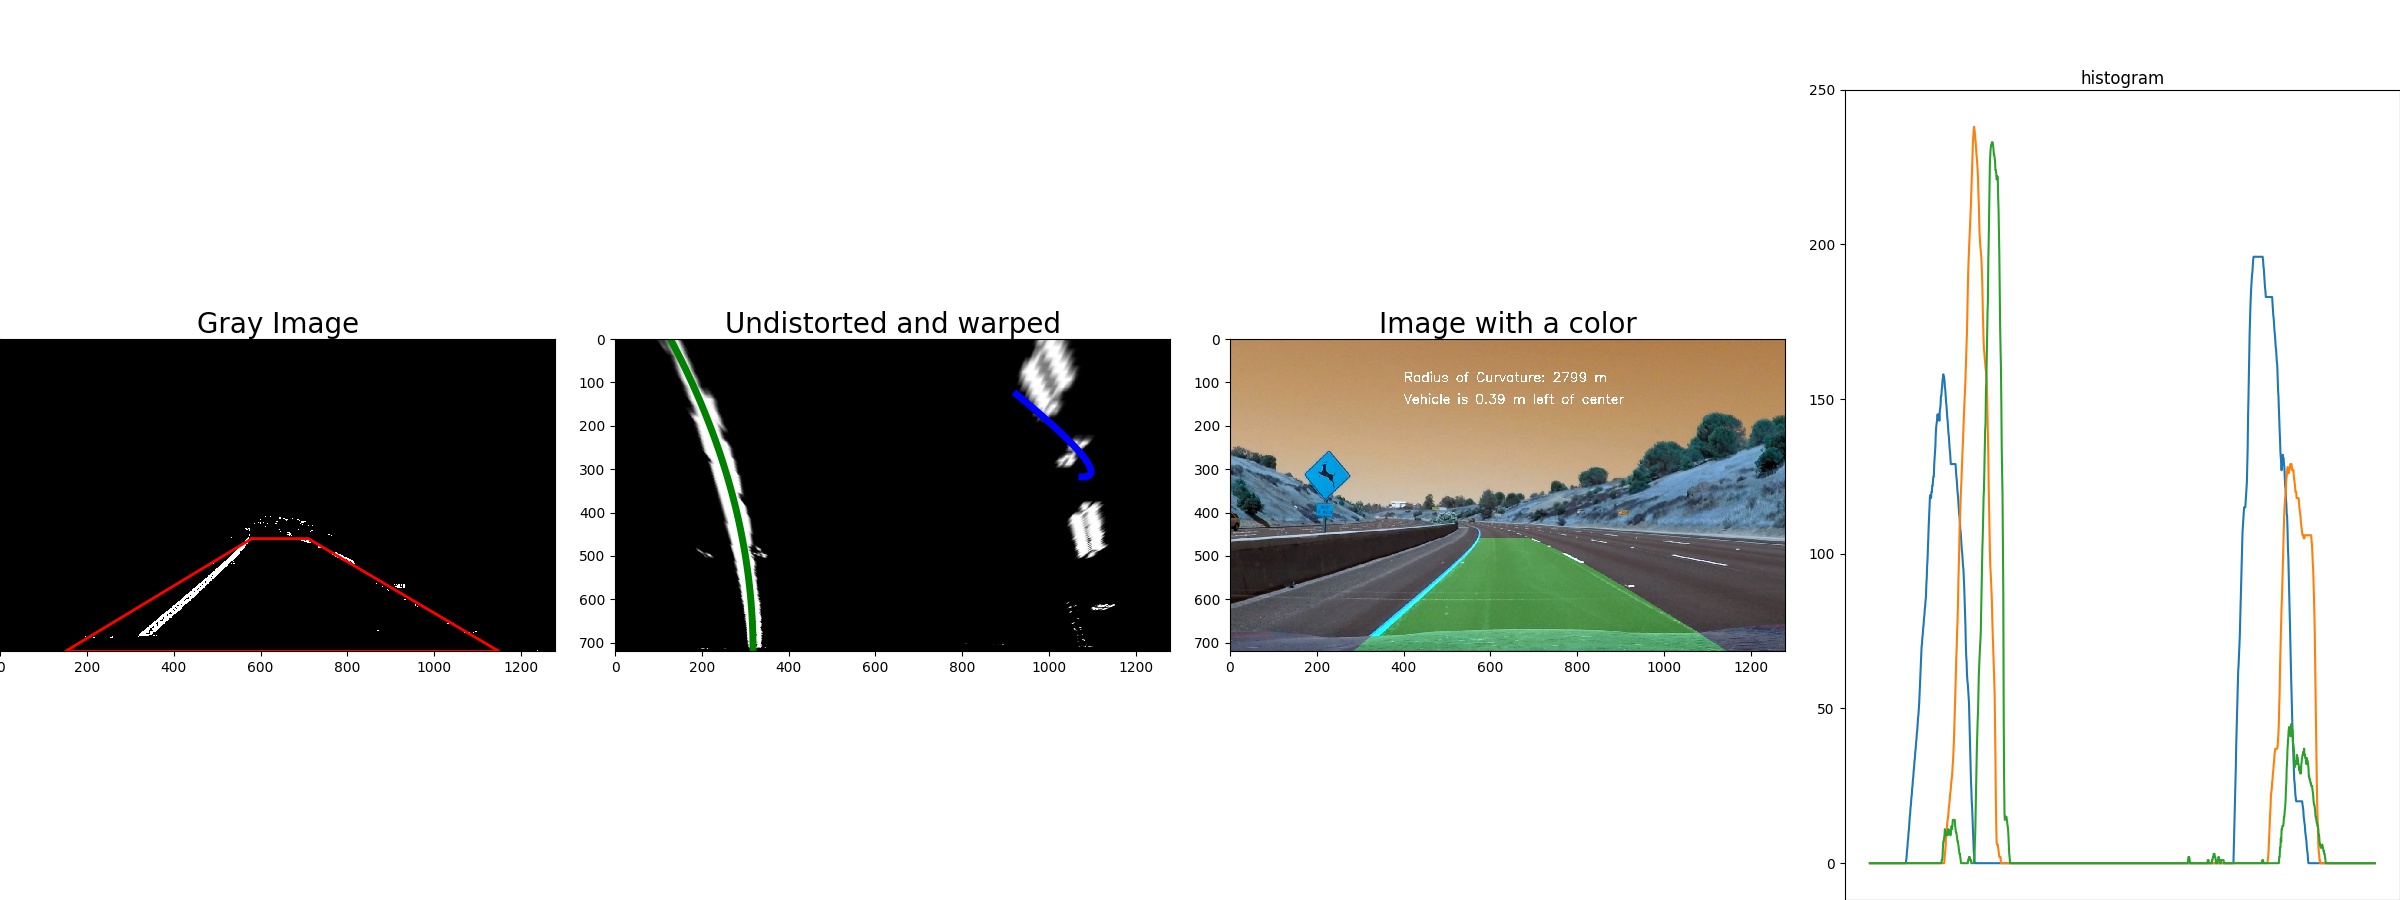 Gray Image
0 200 400 600 800 1000 1200
Undistorted and warped
0
100
200
300
400
500
600
700
0 200 400 600 800 1000 1200
Image with a color
Radius of Curvature: 2799 m
Vehicle is 0.39 m left of center
0
100
200
300
400
500
600
700
0 200 400 600 800 1000 1200
histogram
250
200
150
100
50
0